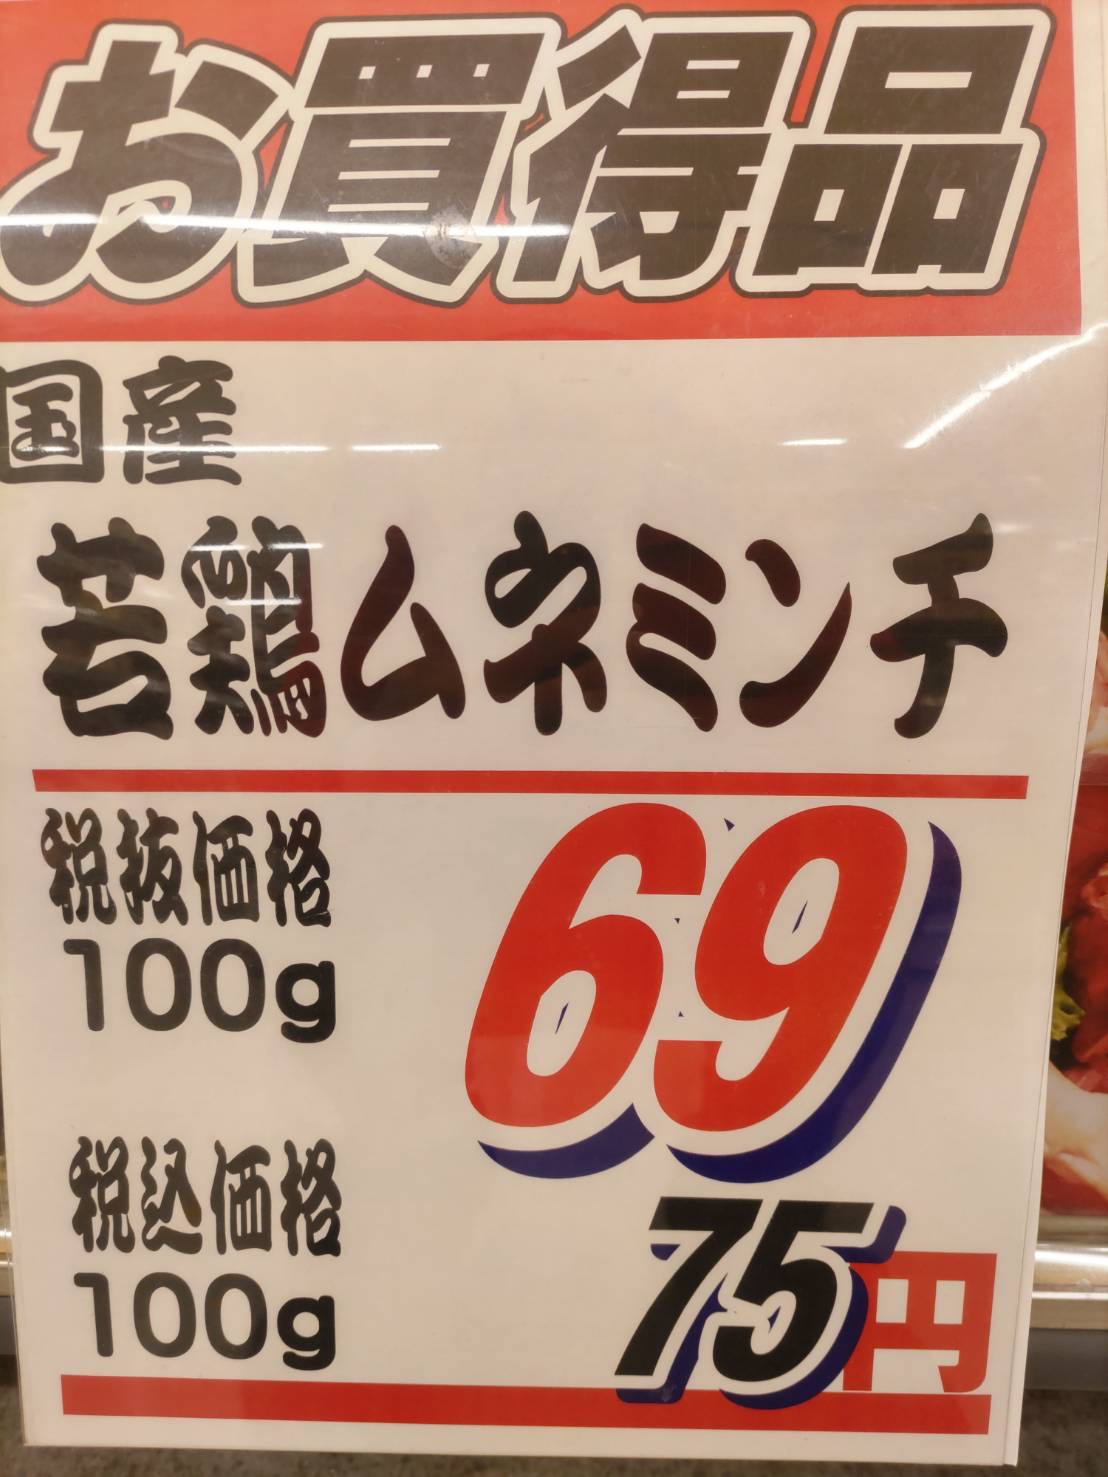 お買得品
国産
若鶏ムネミンチ
税抜価格
100g
69
税込価格
100g
75円